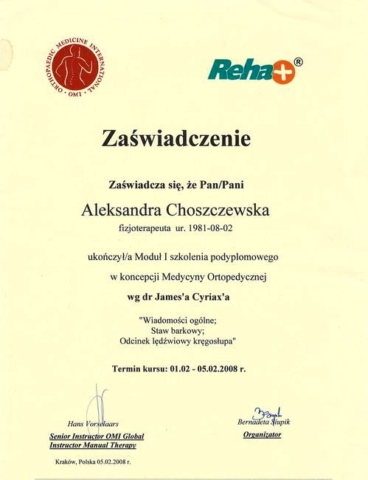 ORTHOPAEDIC MEDICINE INTERNATIONAL
OMI
Reha+®
Zaświadczenie
Zaświadcza się, że Pan/Pani
Aleksandra Choszczewska
fizjoterapeuta ur. 1981-08-02
ukończył/a Moduł I szkolenia podyplomowego
w koncepcji Medycyny Ortopedycznej
wg dr James'a Cyriax'a
"Wiadomości ogólne;
Staw barkowy;
Odcinek lędźwiowy kręgosłupa"
Termin kursu: 01.02 - 05.02.2008 r.
Hans Vorselaars
Senior Instructor OMI Global
Instructor Manual Therapy
Bernadeta Stupik
Organizator
Kraków, Polska 05.02.2008 r.